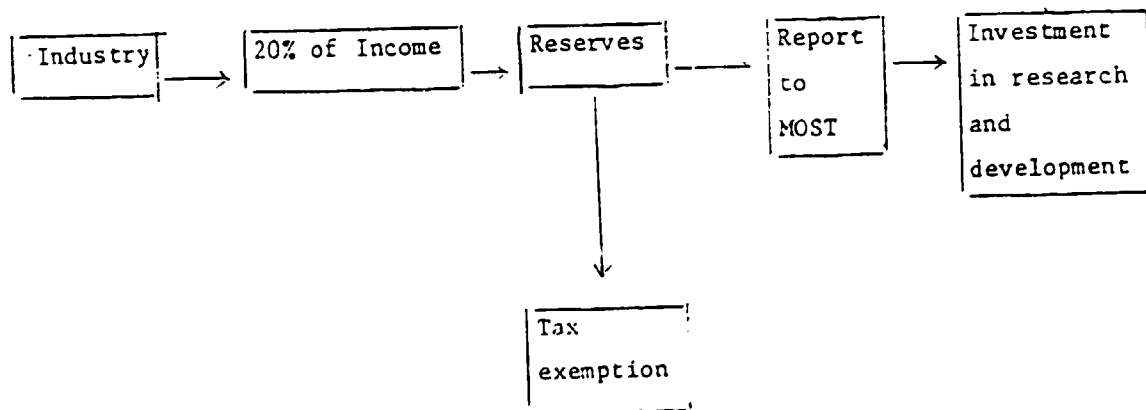 Industry
20% of Income
Reserves
Report
to
MOST
Investment
in research
and
development
Tax
exemption